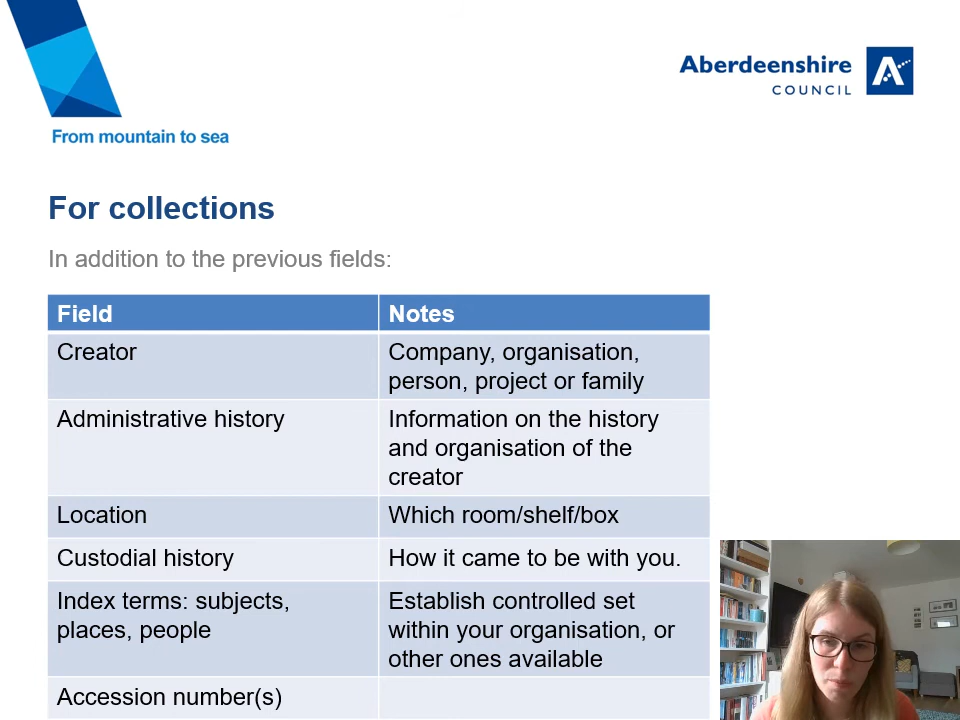 Aberdeenshire
COUNCIL
From mountain to sea
For collections
In addition to the previous fields:
Field Notes
Creator Company, organisation,
person, project or family
Administrative history Information on the history
and organisation of the
creator
Location Which room/shelf/box
Custodial history How it came to be with you.
Index terms: subjects, Establish controlled set
places, people within your organisation, or
other ones available
Accession number(s)